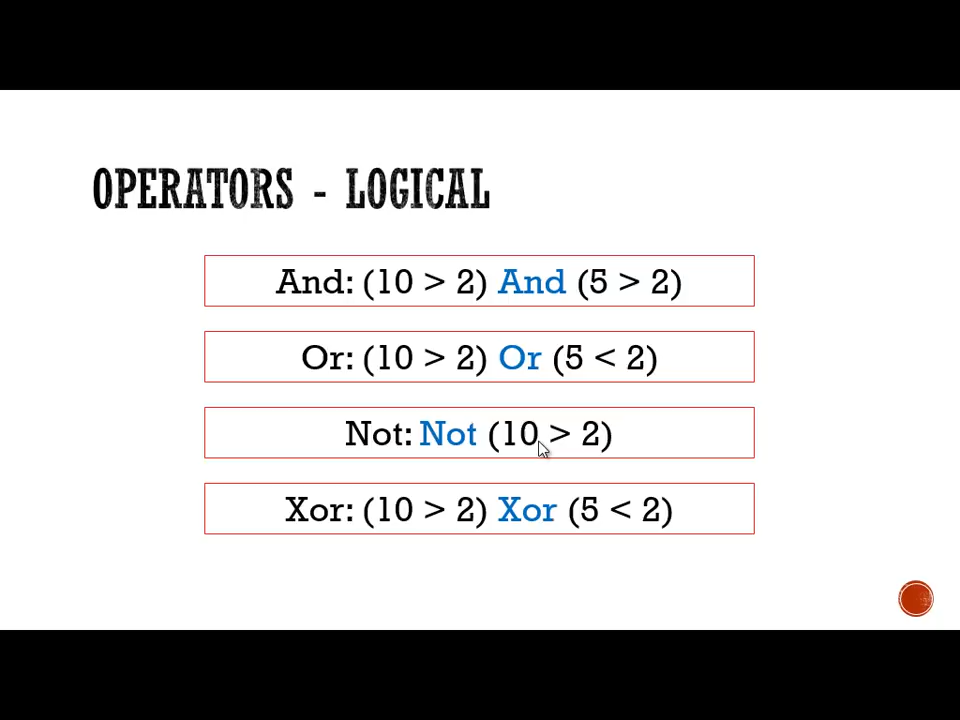 OPERATORS - LOGICAL
And: (10 > 2) And (5 > 2)
Or: (10 > 2) Or (5 < 2)
Not: Not (10 > 2)
Xor: (10 > 2) Xor (5 < 2)